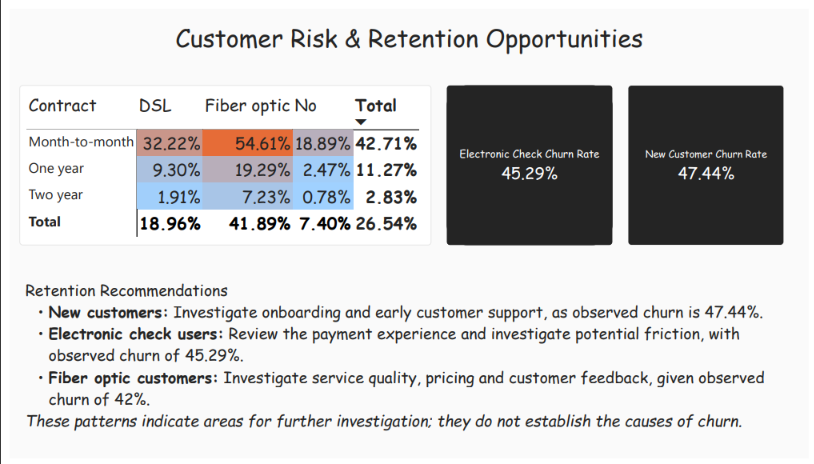 Customer Risk & Retention Opportunities
Contract DSL Fiber optic No Total
Month-to-month 32.22% 54.61% 18.89% 42.71%
One year 9.30% 19.29% 2.47% 11.27%
Two year 1.91% 7.23% 0.78% 2.83%
Total 18.96% 41.89% 7.40% 26.54%
Electronic Check Churn Rate
45.29%
New Customer Churn Rate
47.44%
Retention Recommendations
• New customers: Investigate onboarding and early customer support, as observed churn is 47.44%.
• Electronic check users: Review the payment experience and investigate potential friction, with
observed churn of 45.29%.
• Fiber optic customers: Investigate service quality, pricing and customer feedback, given observed
churn of 42%.
These patterns indicate areas for further investigation; they do not establish the causes of churn.